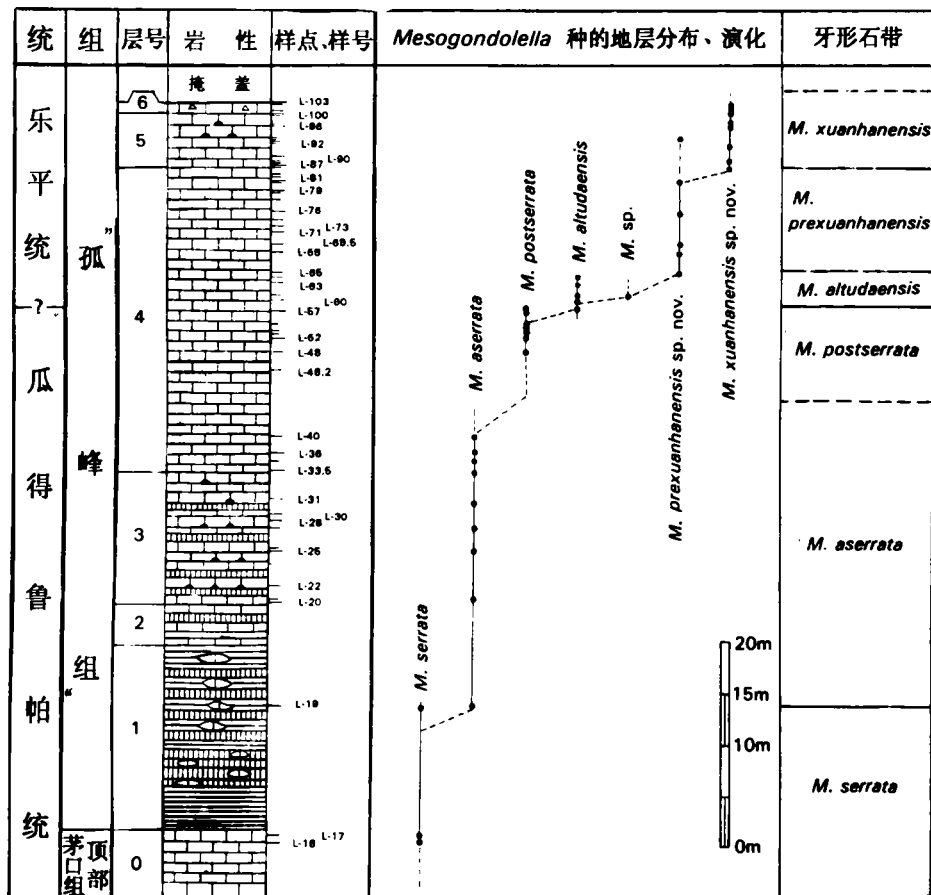 统 组 层号 岩 性 样点、样号 Mesogondolella 种的地层分布、演化 牙形石带
乐平统
?
瓜得鲁帕统
“孤峰组”
茅口组
顶部
6
5
4
3
2
1
0
掩 盖
L-103
L-100
L-96
L-92
L-90
L-87
L-81
L-79
L-76
L-73
L-71
L-69.5
L-66
L-65
L-63
L-60
L-57
L-52
L-48
L-46.2
L-40
L-36
L-33.5
L-31
L-30
L-28
L-25
L-22
L-20
L-19
L-17
L-16
M. serrata
M. aserrata
M. postserrata
M. altudaensis
M. sp.
M. prexuanhanensis sp. nov.
M. xuanhanensis sp. nov.
20m
15m
10m
0m
M. xuanhanensis
M.
prexuanhanensis
M. altudaensis
M. postserrata
M. aserrata
M. serrata